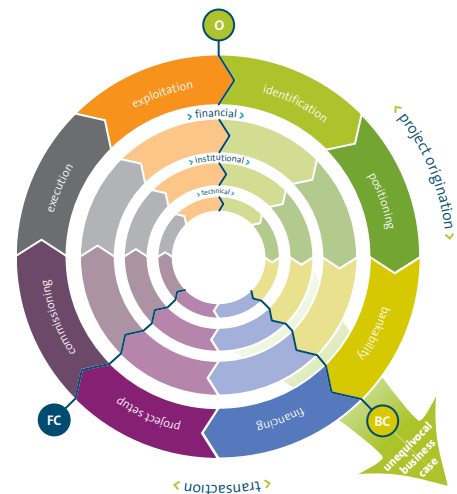 O
identification
positioning
bankability
financing
project setup
commissioning
execution
exploitation
‹ financial ›
‹ institutional ›
‹ technical ›
‹ project origination ›
‹ transaction ›
FC
BC
unequivocal
business
case